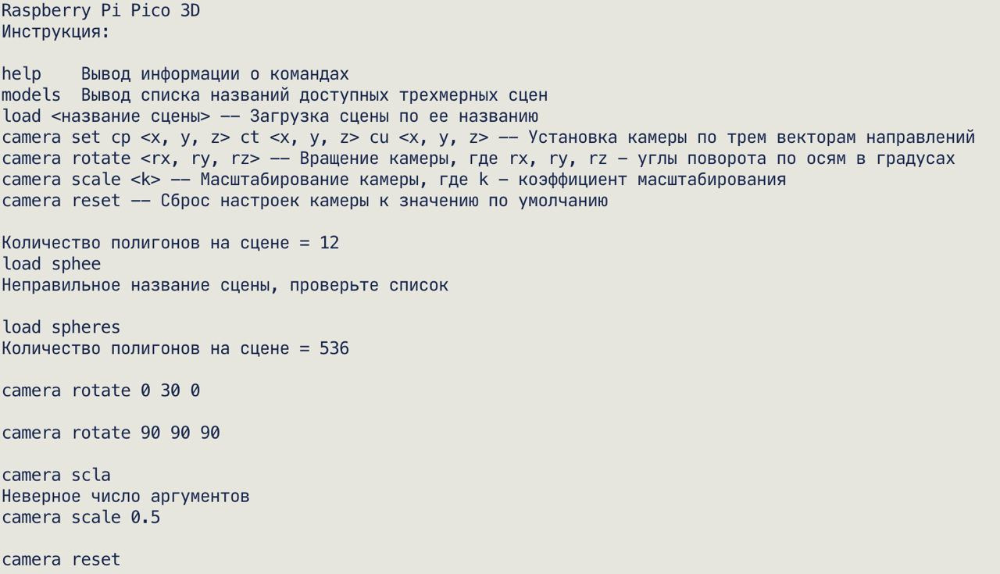 Raspberry Pi Pico 3D
Инструкция:
help    Вывод информации о командах
models  Вывод списка названий доступных трехмерных сцен
load <название сцены> —— Загрузка сцены по ее названию
camera set cp <x, y, z> ct <x, y, z> cu <x, y, z> —— Установка камеры по трем векторам направлений
camera rotate <rx, ry, rz> —— Вращение камеры, где rx, ry, rz — углы поворота по осям в градусах
camera scale <k> —— Масштабирование камеры, где k — коэффициент масштабирования
camera reset —— Сброс настроек камеры к значению по умолчанию
Количество полигонов на сцене = 12
load sphee
Неправильное название сцены, проверьте список
load spheres
Количество полигонов на сцене = 536
camera rotate 0 30 0
camera rotate 90 90 90
camera scla
Неверное число аргументов
camera scale 0.5
camera reset